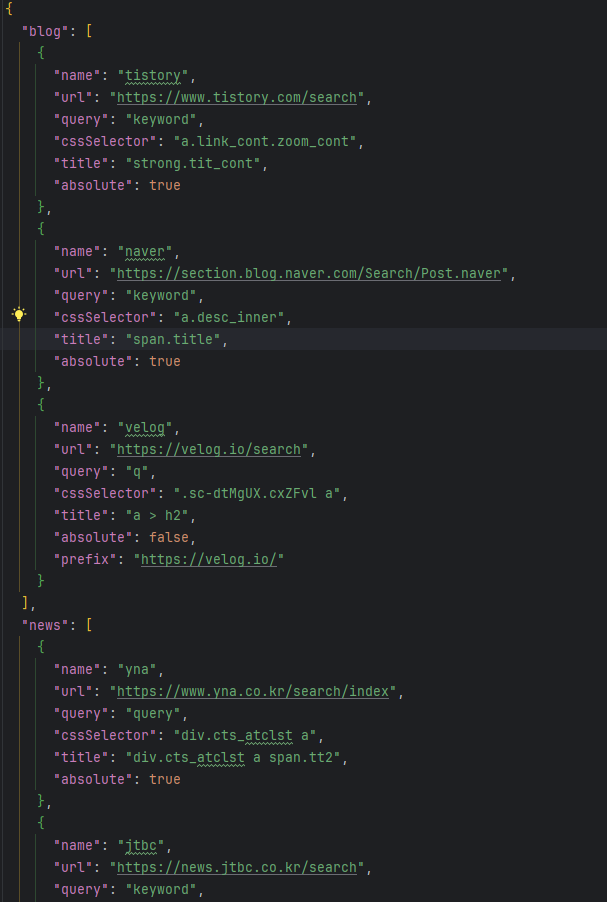 {
"blog": [
{
"name": "tistory",
"url": "https://www.tistory.com/search",
"query": "keyword",
"cssSelector": "a.link_cont.zoom_cont",
"title": "strong.tit_cont",
"absolute": true
},
{
"name": "naver",
"url": "https://section.blog.naver.com/Search/Post.naver",
"query": "keyword",
"cssSelector": "a.desc_inner",
"title": "span.title",
"absolute": true
},
{
"name": "velog",
"url": "https://velog.io/search",
"query": "q",
"cssSelector": ".sc-dtMgUX.cxZFvl a",
"title": "a > h2",
"absolute": false,
"prefix": "https://velog.io/"
}
],
"news": [
{
"name": "yna",
"url": "https://www.yna.co.kr/search/index",
"query": "query",
"cssSelector": "div.cts_atclst a",
"title": "div.cts_atclst a span.tt2",
"absolute": true
},
{
"name": "jtbc",
"url": "https://news.jtbc.co.kr/search",
"query": "keyword",